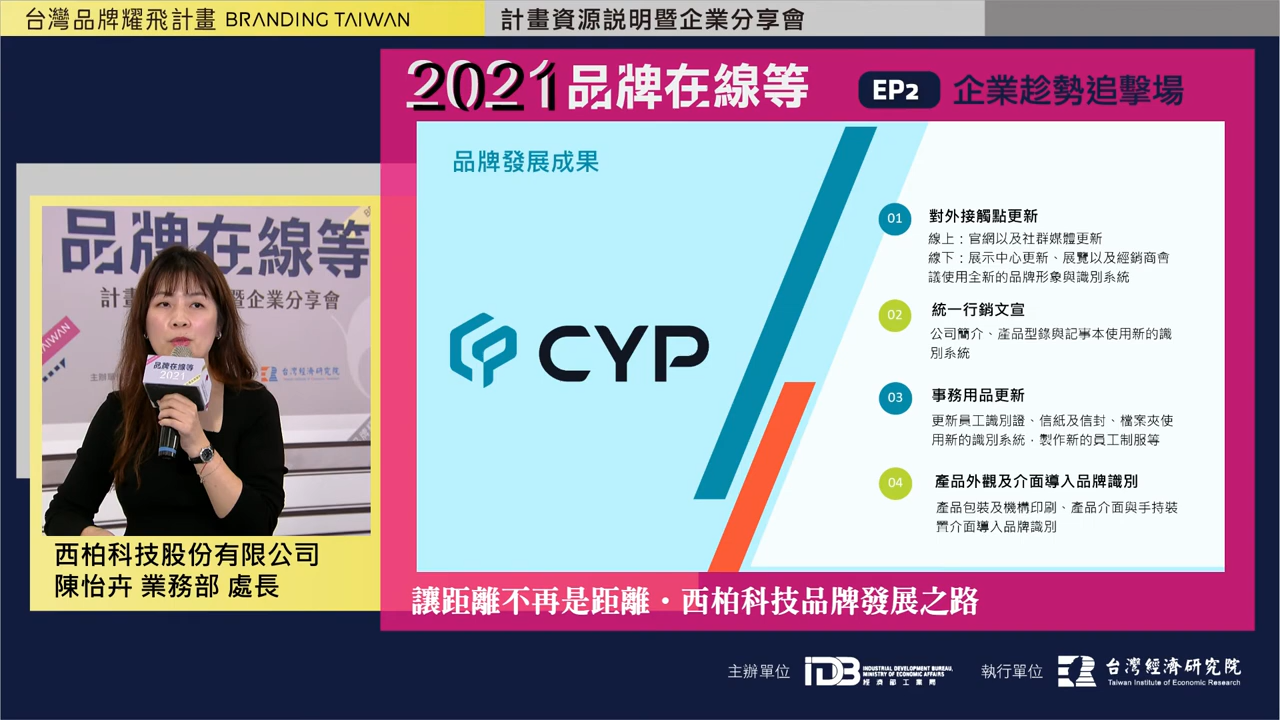 台灣品牌耀飛計畫 BRANDING TAIWAN
計畫資源說明暨企業分享會
2021品牌在線等
EP2 企業趁勢追擊場
品牌發展成果
CYP
01 對外接觸點更新
線上：官網以及社群媒體更新
線下：展示中心更新、展覽以及經銷商會
議使用全新的品牌形象與識別系統
02 統一行銷文宣
公司簡介、產品型錄與記事本使用新的識
別系統
03 事務用品更新
更新員工識別證、信紙及信封、檔案夾使
用新的識別系統，製作新的員工制服等
04 產品外觀及介面導入品牌識別
產品包裝及機構印刷、產品介面與手持裝
置介面導入品牌識別
品牌在線等
計畫
暨企業分享會
TAIWAN
主辦單位
台灣經濟研究院
品牌在線等
2021
西柏科技股份有限公司
陳怡卉 業務部 處長
讓距離不再是距離・西柏科技品牌發展之路
主辦單位
IDB
INDUSTRIAL DEVELOPMENT BUREAU,
MINISTRY OF ECONOMIC AFFAIRS
經濟部工業局
執行單位
台灣經濟研究院
Taiwan Institute of Economic Research